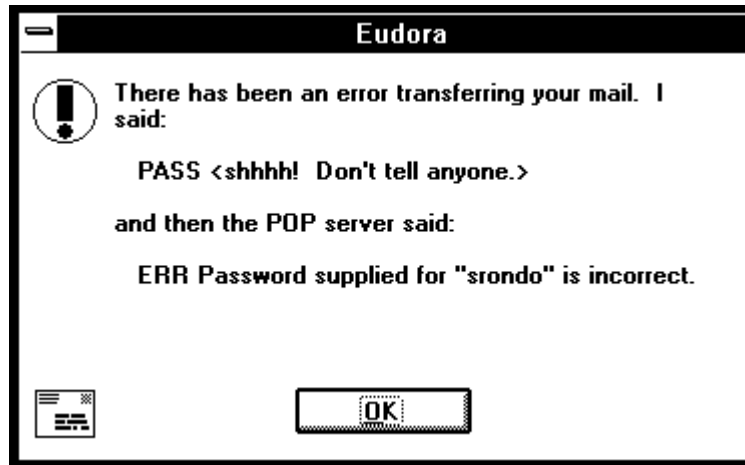 Eudora
There has been an error transferring your mail.  I
said:
PASS <shhhh!  Don't tell anyone.>
and then the POP server said:
ERR Password supplied for "srondo" is incorrect.
OK